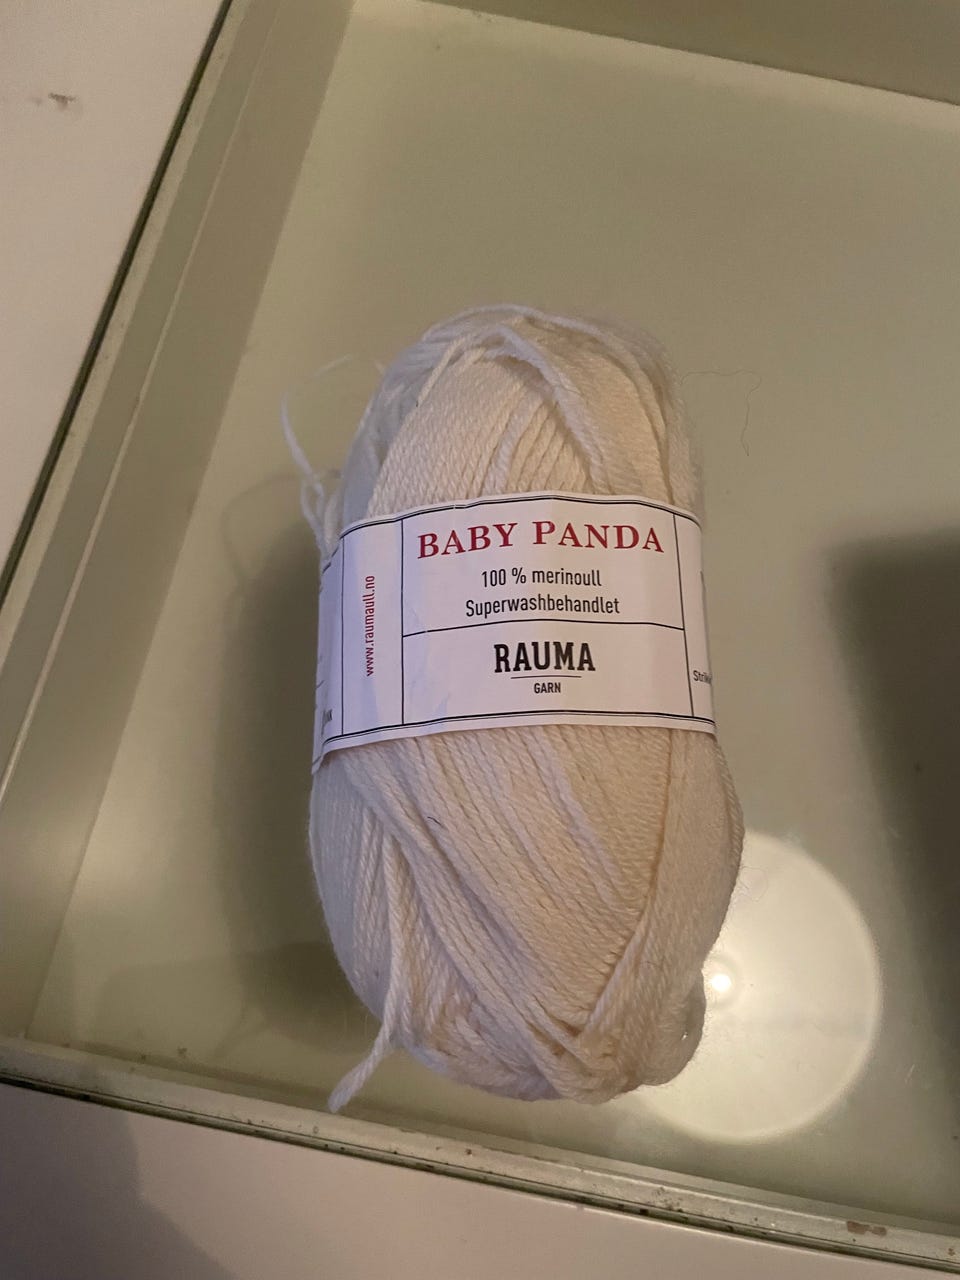 BABY PANDA
100 % merinoull
Superwashbehandlet
RAUMA
GARN
www.raumaull.no